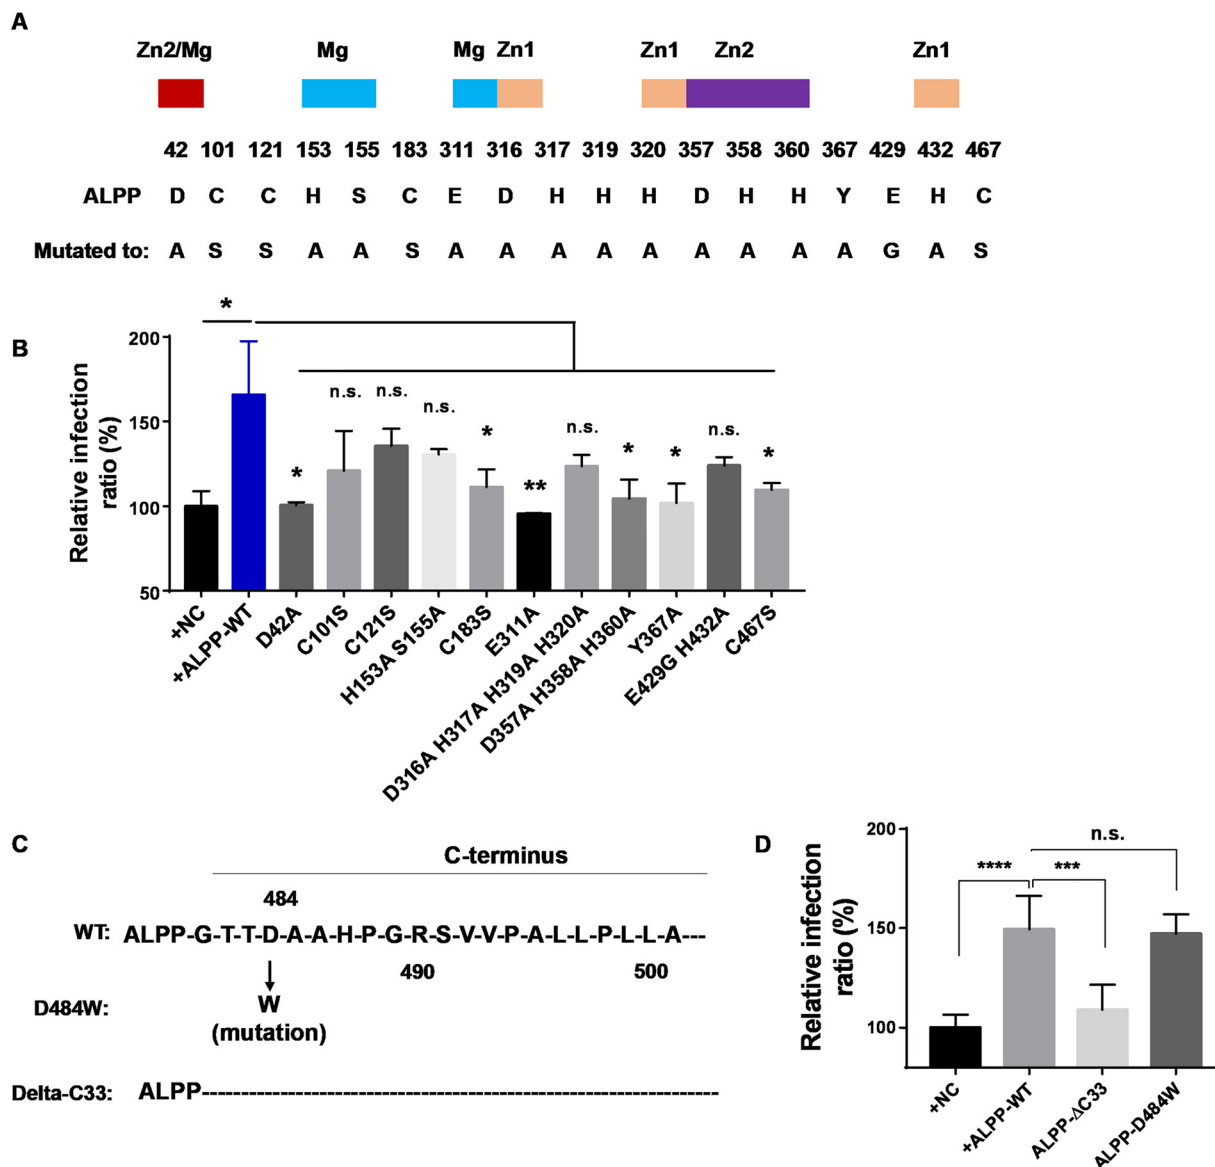 A
Zn2/Mg Mg Mg Zn1 Zn1 Zn2 Zn1
42 101 121 153 155 183 311 316 317 319 320 357 358 360 367 429 432 467
ALPP D C C H S C E D H H H D H H Y E H C
Mutated to: A S S A A S A A A A A A A A A G A S
B
*
Relative infection
ratio (%)
200
150
100
50
* n.s. n.s. n.s. * ** n.s. * * n.s. *
+NC
+ALPP-WT
D42A
C101S
C121S
H153A S155A
C183S
E311A
D316A H317A H319A H320A
D357A H358A H360A
Y367A
E429G H432A
C467S
C
C-terminus
484
WT: ALPP-G-T-T-D-A-A-H-P-G-R-S-V-V-P-A-L-L-P-L-L-A---
490 500
D484W: W
(mutation)
Delta-C33: ALPP--------------------------------------------------------------
D
Relative infection
ratio (%)
200
150
100
n.s.
**** ***
+NC
+ALPP-WT
ALPP-ΔC33
ALPP-D484W